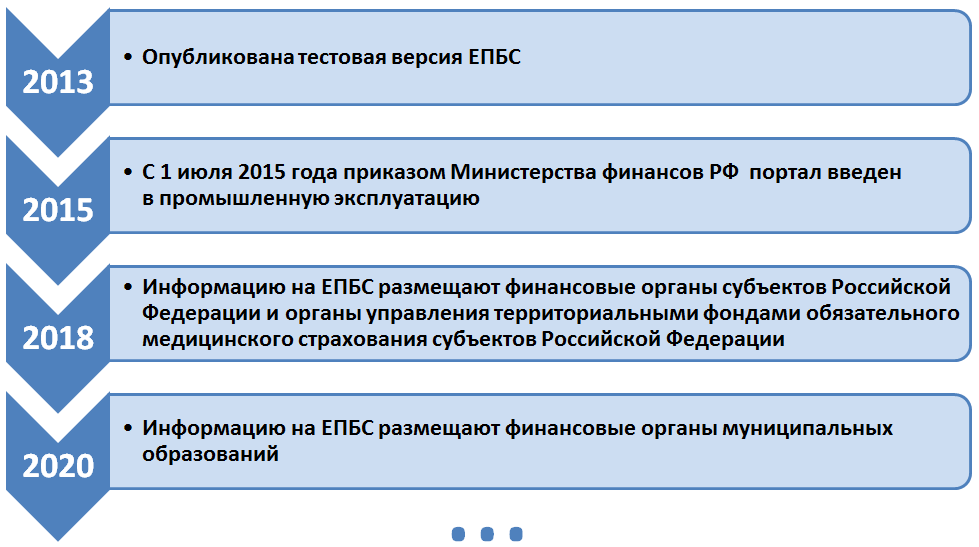 2013
• Опубликована тестовая версия ЕПБС
2015
• С 1 июля 2015 года приказом Министерства финансов РФ портал введен
в промышленную эксплуатацию
2018
• Информацию на ЕПБС размещают финансовые органы субъектов Российской
Федерации и органы управления территориальными фондами обязательного
медицинского страхования субъектов Российской Федерации
2020
• Информацию на ЕПБС размещают финансовые органы муниципальных
образований
...